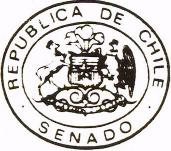 REPUBLICA DE CHILE
SENADO